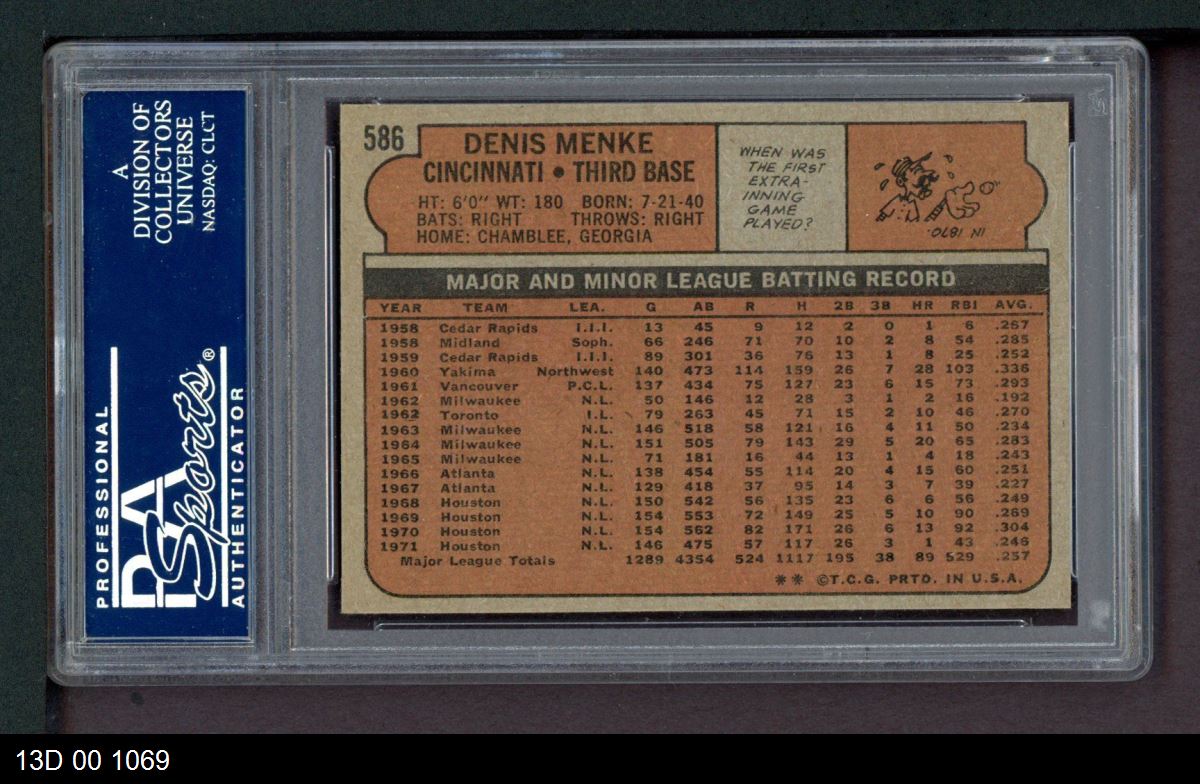 A
DIVISION OF
COLLECTORS
UNIVERSE
NASDAQ: CLCT
PROFESSIONAL
PSA
Sports®
AUTHENTICATOR
586
DENIS MENKE
CINCINNATI • THIRD BASE
HT: 6'0" WT: 180 BORN: 7-21-40
BATS: RIGHT THROWS: RIGHT
HOME: CHAMBLEE, GEORGIA
WHEN WAS
THE FIRST
EXTRA-
INNING
GAME
PLAYED?
IN 1870.
MAJOR AND MINOR LEAGUE BATTING RECORD
YEAR TEAM LEA. G AB R H 2B 3B HR RBI AVG.
1958 Cedar Rapids I.I.I. 13 45 9 12 2 0 1 6 .267
1958 Midland Soph. 66 246 71 70 10 2 8 54 .285
1959 Cedar Rapids I.I.I. 89 301 36 76 13 1 8 25 .252
1960 Yakima Northwest 140 473 114 159 26 7 28 103 .336
1961 Vancouver P.C.L. 137 434 75 127 23 6 15 73 .293
1962 Milwaukee N.L. 50 146 12 28 3 1 2 16 .192
1962 Toronto I.L. 79 263 45 71 15 2 10 46 .270
1963 Milwaukee N.L. 146 518 58 121 16 4 11 50 .234
1964 Milwaukee N.L. 151 505 79 143 29 5 20 65 .283
1965 Milwaukee N.L. 71 181 16 44 13 1 4 18 .243
1966 Atlanta N.L. 138 454 55 114 20 4 15 60 .251
1967 Atlanta N.L. 129 418 37 95 14 3 7 39 .227
1968 Houston N.L. 150 542 56 135 23 6 6 56 .249
1969 Houston N.L. 154 553 72 149 25 5 10 90 .269
1970 Houston N.L. 154 562 82 171 26 6 13 92 .304
1971 Houston N.L. 146 475 57 117 26 3 1 43 .246
Major League Totals 1289 4354 524 1117 195 38 89 529 .257
** ©T.C.G. PRTD. IN U.S.A.
13D 00 1069